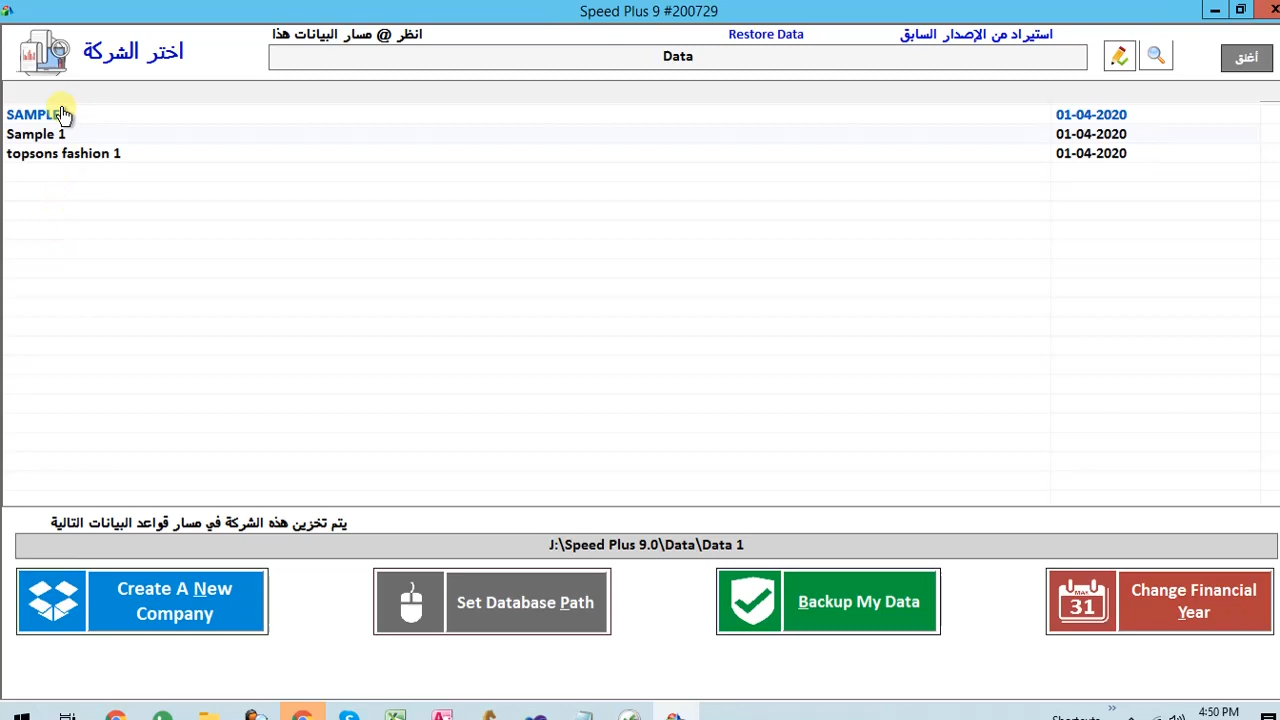 Speed Plus 9 #200729
اختر الشركة
انظر @ مسار البيانات هذا
Restore Data
استيراد من الإصدار السابق
Data
أغلق
SAMPLE 01-04-2020
Sample 1 01-04-2020
topsons fashion 1 01-04-2020
يتم تخزين هذه الشركة في مسار قواعد البيانات التالية
J:\Speed Plus 9.0\Data\Data 1
Create A New
Company
Set Database Path
Backup My Data
31
Change Financial
Year
4:50 PM